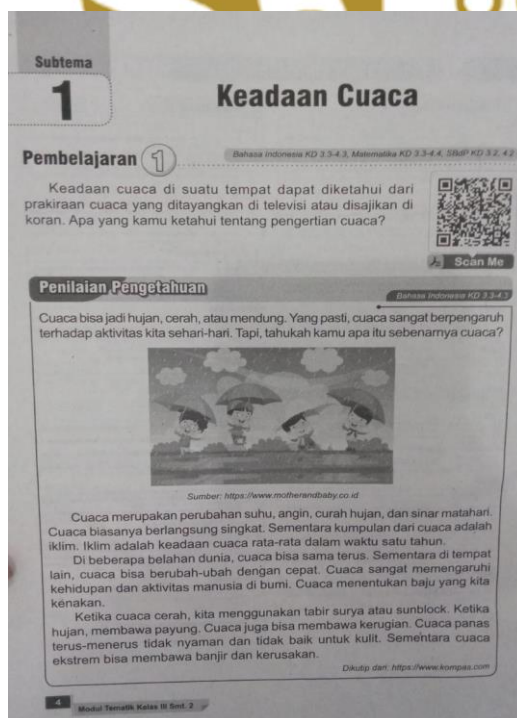 Subtema
1
Keadaan Cuaca
Pembelajaran 1
Bahasa Indonesia KD 3.3-4.3, Matematika KD 3.3-4.4, SBdP KD 3.2, 4.2
Keadaan cuaca di suatu tempat dapat diketahui dari
prakiraan cuaca yang ditayangkan di televisi atau disajikan di
koran. Apa yang kamu ketahui tentang pengertian cuaca?
Scan Me
Penilaian Pengetahuan
Bahasa Indonesia KD 3.3-4.3
Cuaca bisa jadi hujan, cerah, atau mendung. Yang pasti, cuaca sangat berpengaruh
terhadap aktivitas kita sehari-hari. Tapi, tahukah kamu apa itu sebenarnya cuaca?
Sumber: https://www.motherandbaby.co.id
Cuaca merupakan perubahan suhu, angin, curah hujan, dan sinar matahari.
Cuaca biasanya berlangsung singkat. Sementara kumpulan dari cuaca adalah
iklim. Iklim adalah keadaan cuaca rata-rata dalam waktu satu tahun.
Di beberapa belahan dunia, cuaca bisa sama terus. Sementara di tempat
lain, cuaca bisa berubah-ubah dengan cepat. Cuaca sangat memengaruhi
kehidupan dan aktivitas manusia di bumi. Cuaca menentukan baju yang kita
kenakan.
Ketika cuaca cerah, kita menggunakan tabir surya atau sunblock. Ketika
hujan, membawa payung. Cuaca juga bisa membawa kerugian. Cuaca panas
terus-menerus tidak nyaman dan tidak baik untuk kulit. Sementara cuaca
ekstrem bisa membawa banjir dan kerusakan.
Dikutip dari: https://www.kompas.com
4
Modul Tematik Kelas III Smt. 2